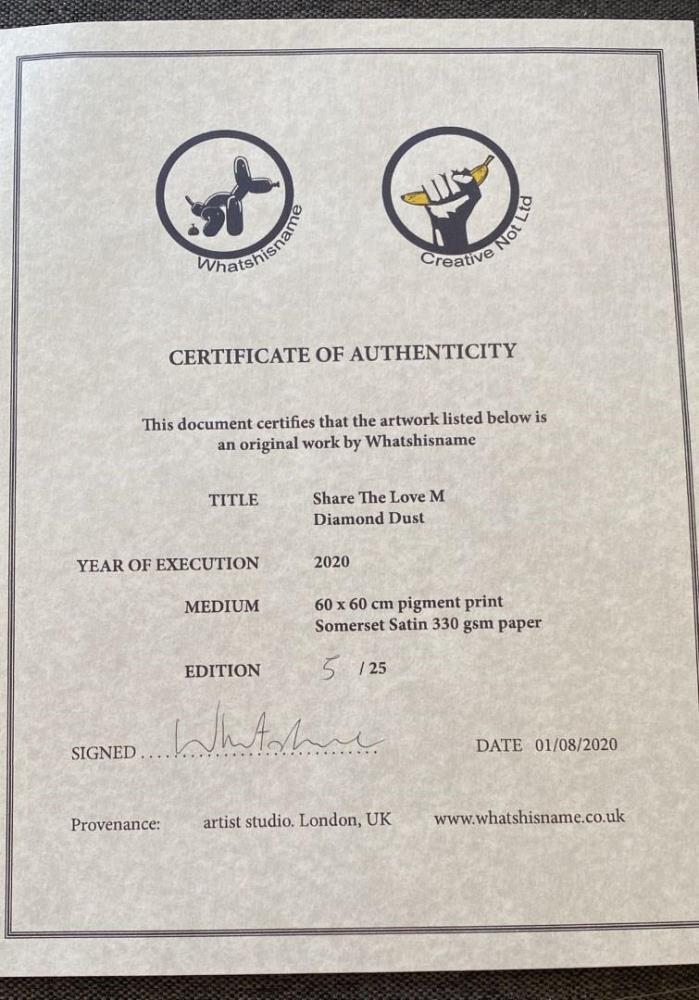 Whatshisname
Creative Not Ltd
CERTIFICATE OF AUTHENTICITY
This document certifies that the artwork listed below is
an original work by Whatshisname
TITLE Share The Love M
Diamond Dust
YEAR OF EXECUTION 2020
MEDIUM 60 x 60 cm pigment print
Somerset Satin 330 gsm paper
EDITION 5 / 25
SIGNED DATE 01/08/2020
Provenance: artist studio. London, UK www.whatshisname.co.uk